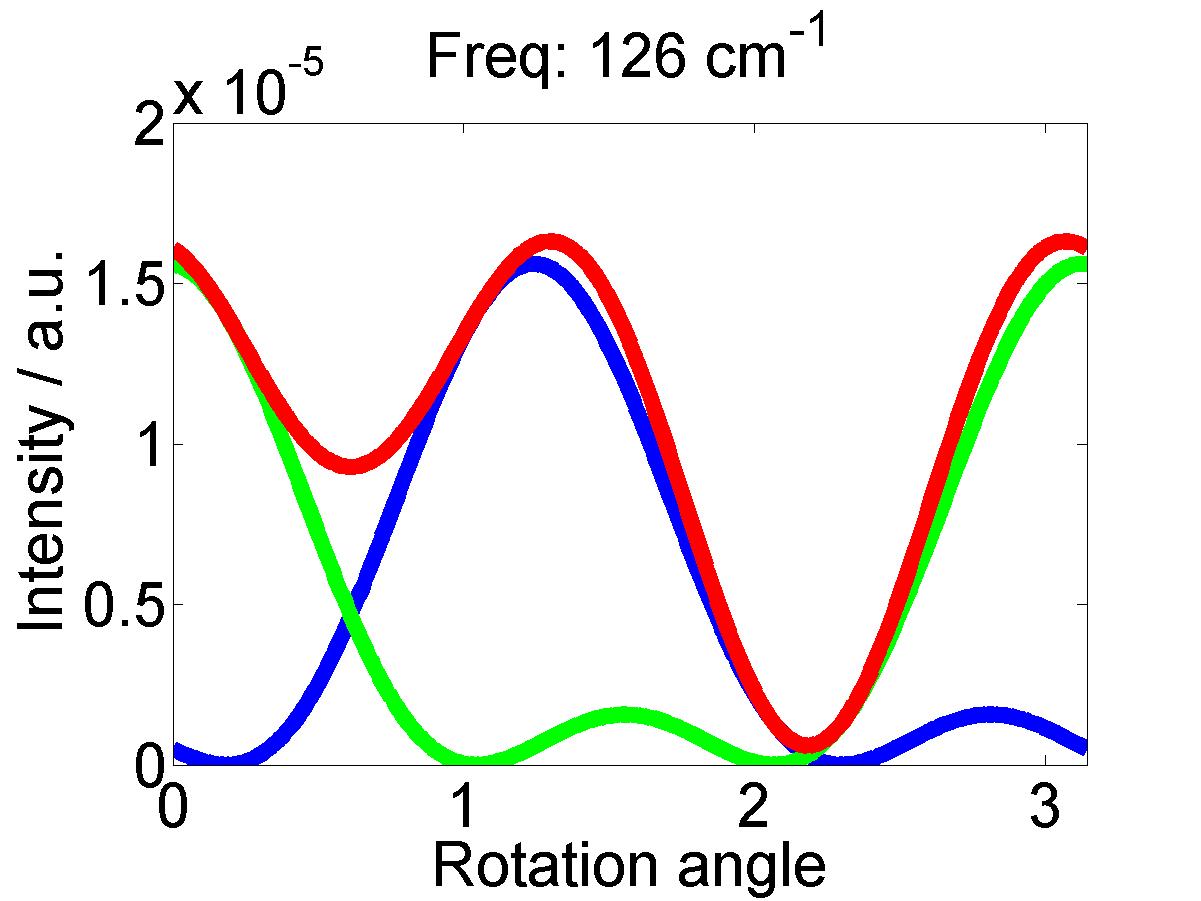 Freq: 126 cm⁻¹
x 10⁻⁵
2
1.5
1
0.5
0
Intensity / a.u.
0 1 2 3
Rotation angle